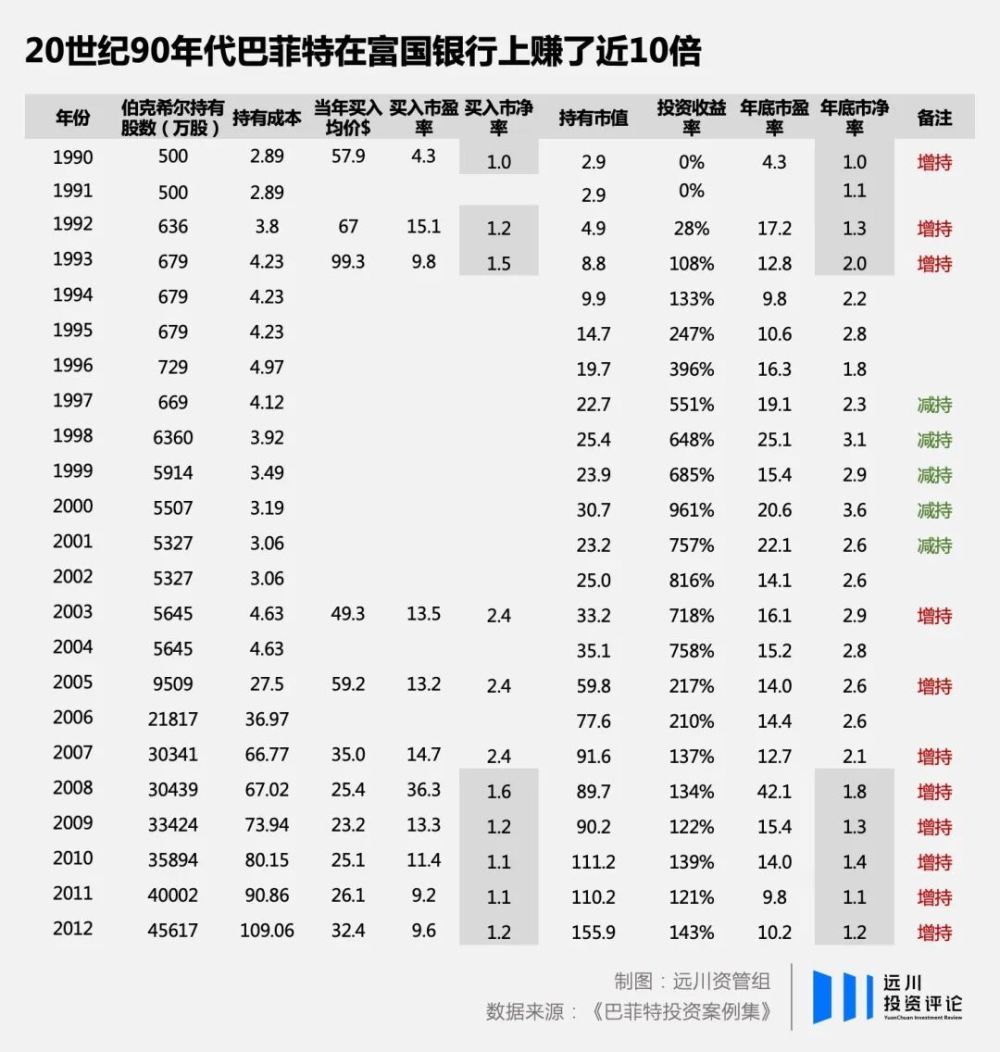 20世纪90年代巴菲特在富国银行上赚了近10倍
年份 伯克希尔持有股数（万股） 持有成本 当年买入均价$ 买入市盈率 买入市净率 持有市值 投资收益率 年底市盈率 年底市净率 备注
1990 500 2.89 57.9 4.3 1.0 2.9 0% 4.3 1.0 增持
1991 500 2.89 2.9 0% 1.1
1992 636 3.8 67 15.1 1.2 4.9 28% 17.2 1.3 增持
1993 679 4.23 99.3 9.8 1.5 8.8 108% 12.8 2.0 增持
1994 679 4.23 9.9 133% 9.8 2.2
1995 679 4.23 14.7 247% 10.6 2.8
1996 729 4.97 19.7 396% 16.3 1.8
1997 669 4.12 22.7 551% 19.1 2.3 减持
1998 6360 3.92 25.4 648% 25.1 3.1 减持
1999 5914 3.49 23.9 685% 15.4 2.9 减持
2000 5507 3.19 30.7 961% 20.6 3.6 减持
2001 5327 3.06 23.2 757% 22.1 2.6 减持
2002 5327 3.06 25.0 816% 14.1 2.6
2003 5645 4.63 49.3 13.5 2.4 33.2 718% 16.1 2.9 增持
2004 5645 4.63 35.1 758% 15.2 2.8
2005 9509 27.5 59.2 13.2 2.4 59.8 217% 14.0 2.6 增持
2006 21817 36.97 77.6 210% 14.4 2.6
2007 30341 66.77 35.0 14.7 2.4 91.6 137% 12.7 2.1 增持
2008 30439 67.02 25.4 36.3 1.6 89.7 134% 42.1 1.8 增持
2009 33424 73.94 23.2 13.3 1.2 90.2 122% 15.4 1.3 增持
2010 35894 80.15 25.1 11.4 1.1 111.2 139% 14.0 1.4 增持
2011 40002 90.86 26.1 9.2 1.1 110.2 121% 9.8 1.1 增持
2012 45617 109.06 32.4 9.6 1.2 155.9 143% 10.2 1.2 增持
制图：远川资管组
数据来源：《巴菲特投资案例集》
远川
投资评论
YuanChuan Investment Review